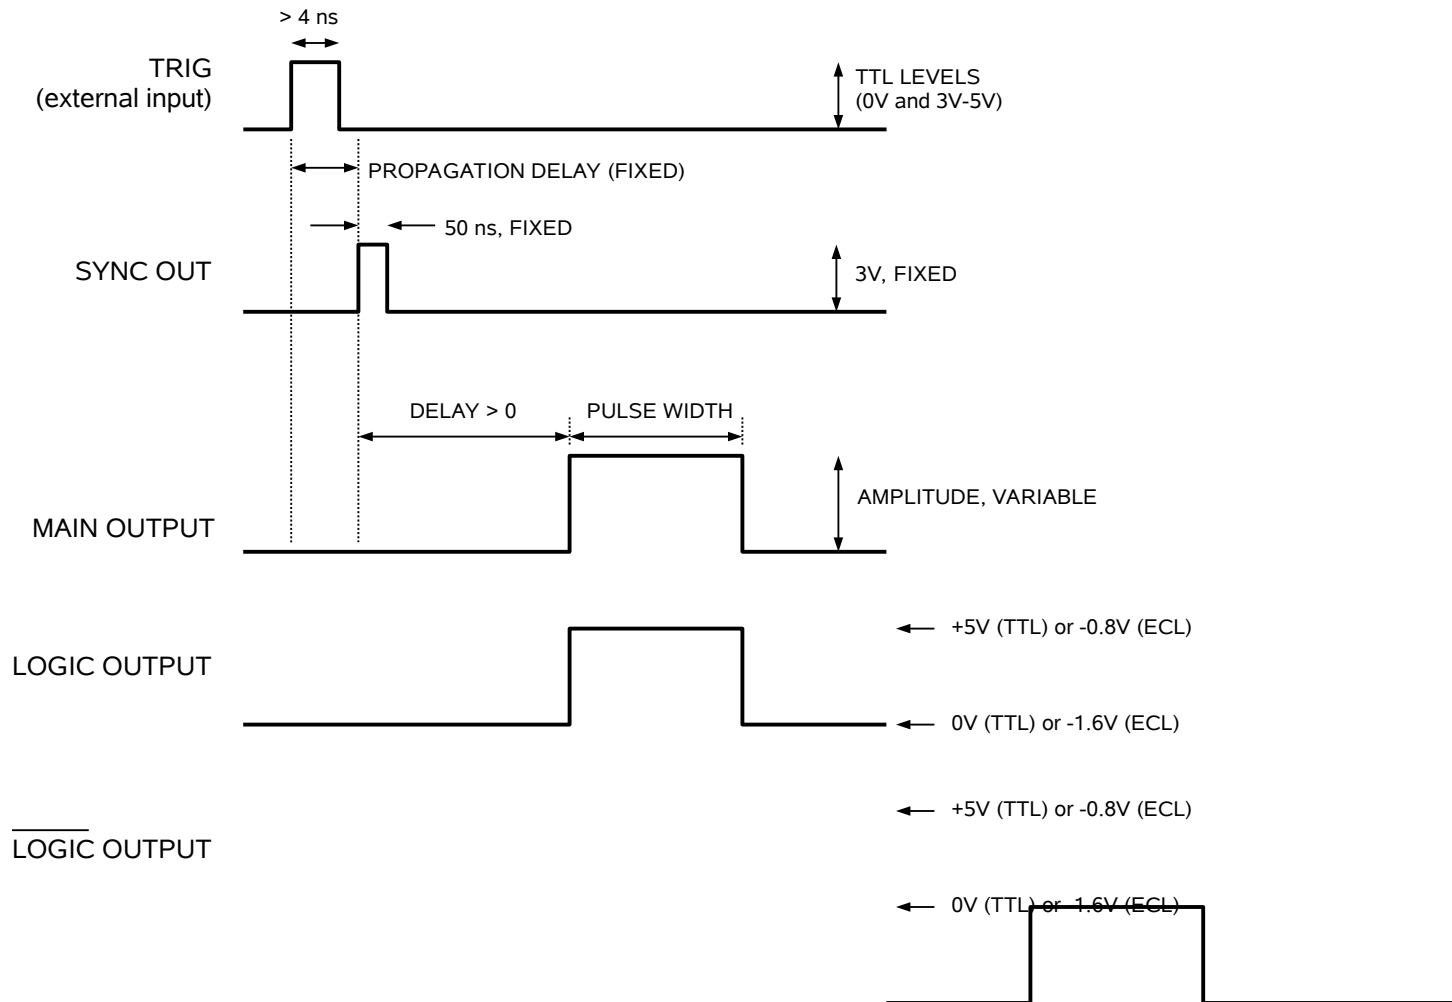 > 4 ns
TRIG
(external input)
TTL LEVELS
(0V and 3V-5V)
PROPAGATION DELAY (FIXED)
50 ns, FIXED
SYNC OUT
3V, FIXED
DELAY > 0
PULSE WIDTH
AMPLITUDE, VARIABLE
MAIN OUTPUT
+5V (TTL) or -0.8V (ECL)
LOGIC OUTPUT
0V (TTL) or -1.6V (ECL)
+5V (TTL) or -0.8V (ECL)
LOGIC OUTPUT
0V (TTL) or -1.6V (ECL)